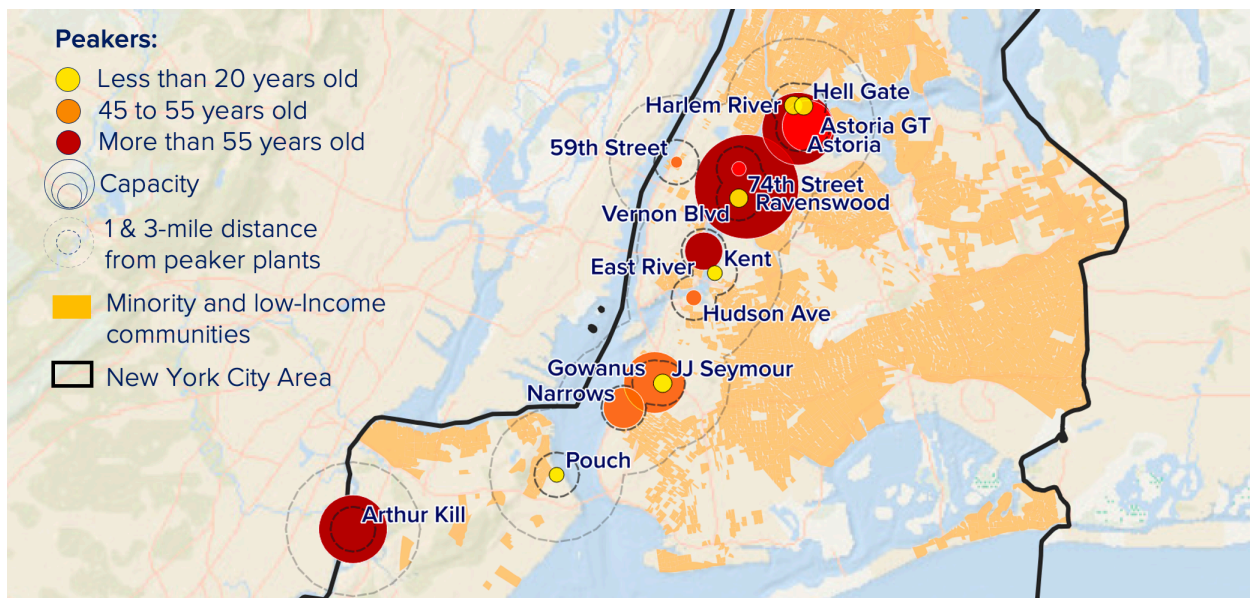 Peakers:
Less than 20 years old
45 to 55 years old
More than 55 years old
Capacity
1 & 3-mile distance
from peaker plants
Minority and low-Income
communities
New York City Area
Hell Gate
Harlem River
Astoria GT
Astoria
59th Street
74th Street
Ravenswood
Vernon Blvd
Kent
East River
Hudson Ave
Gowanus
JJ Seymour
Narrows
Pouch
Arthur Kill